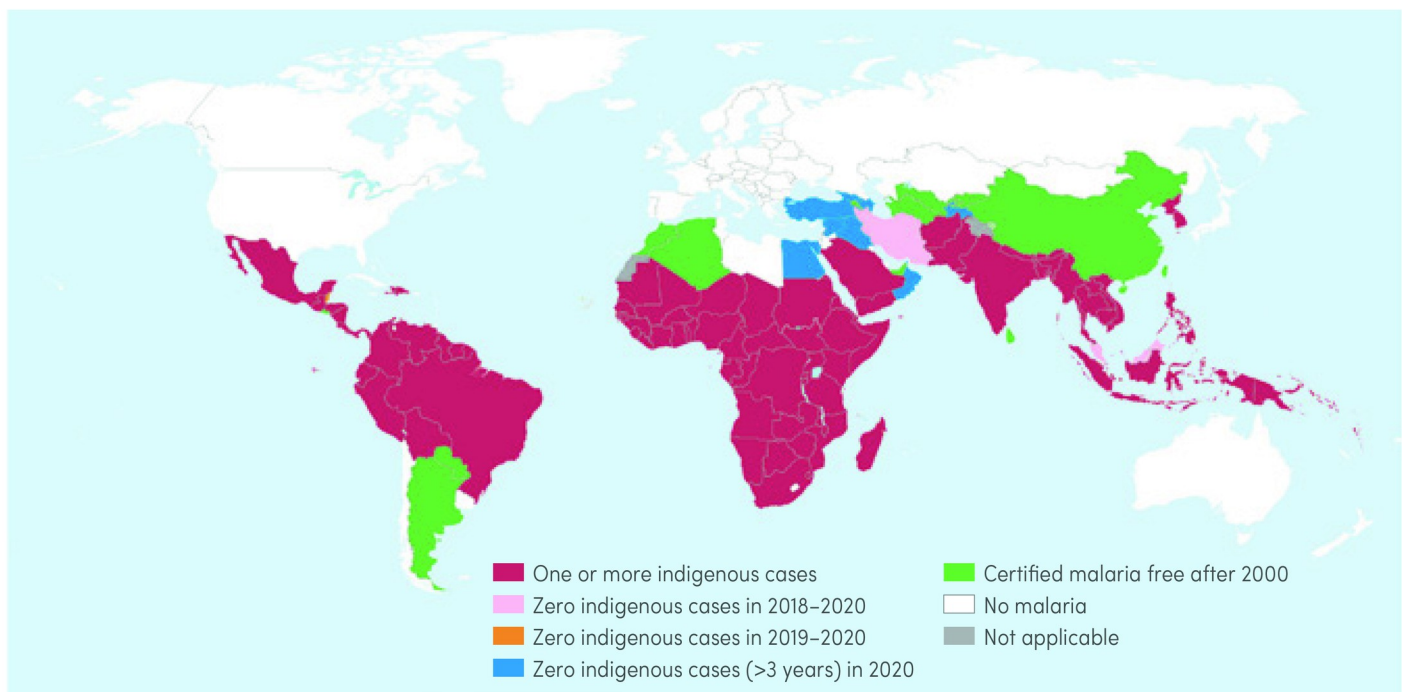 One or more indigenous cases
Zero indigenous cases in 2018–2020
Zero indigenous cases in 2019–2020
Zero indigenous cases (>3 years) in 2020
Certified malaria free after 2000
No malaria
Not applicable